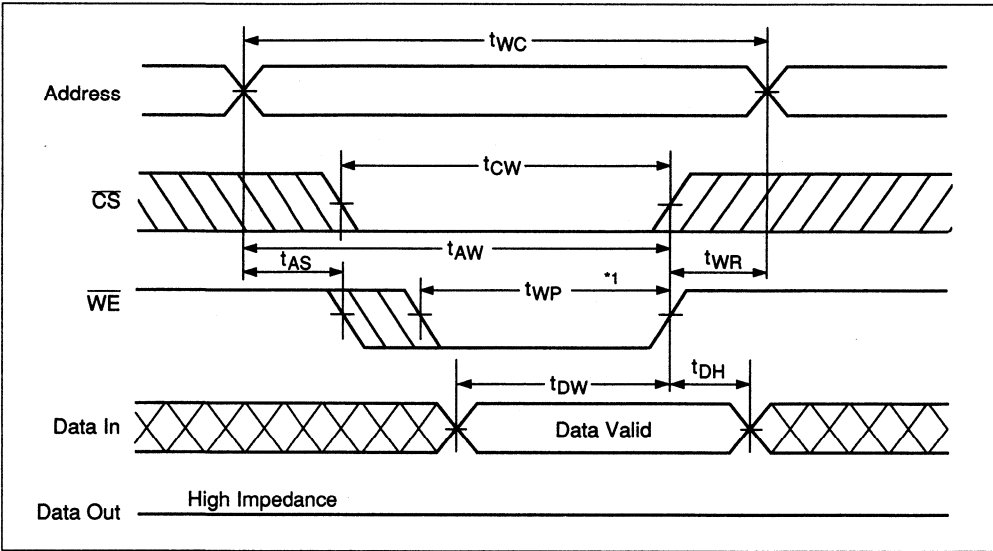 tWC
Address
tCW
CS
tAW
tAS
tWR
WE
tWP *1
tDW
tDH
Data In
Data Valid
Data Out
High Impedance